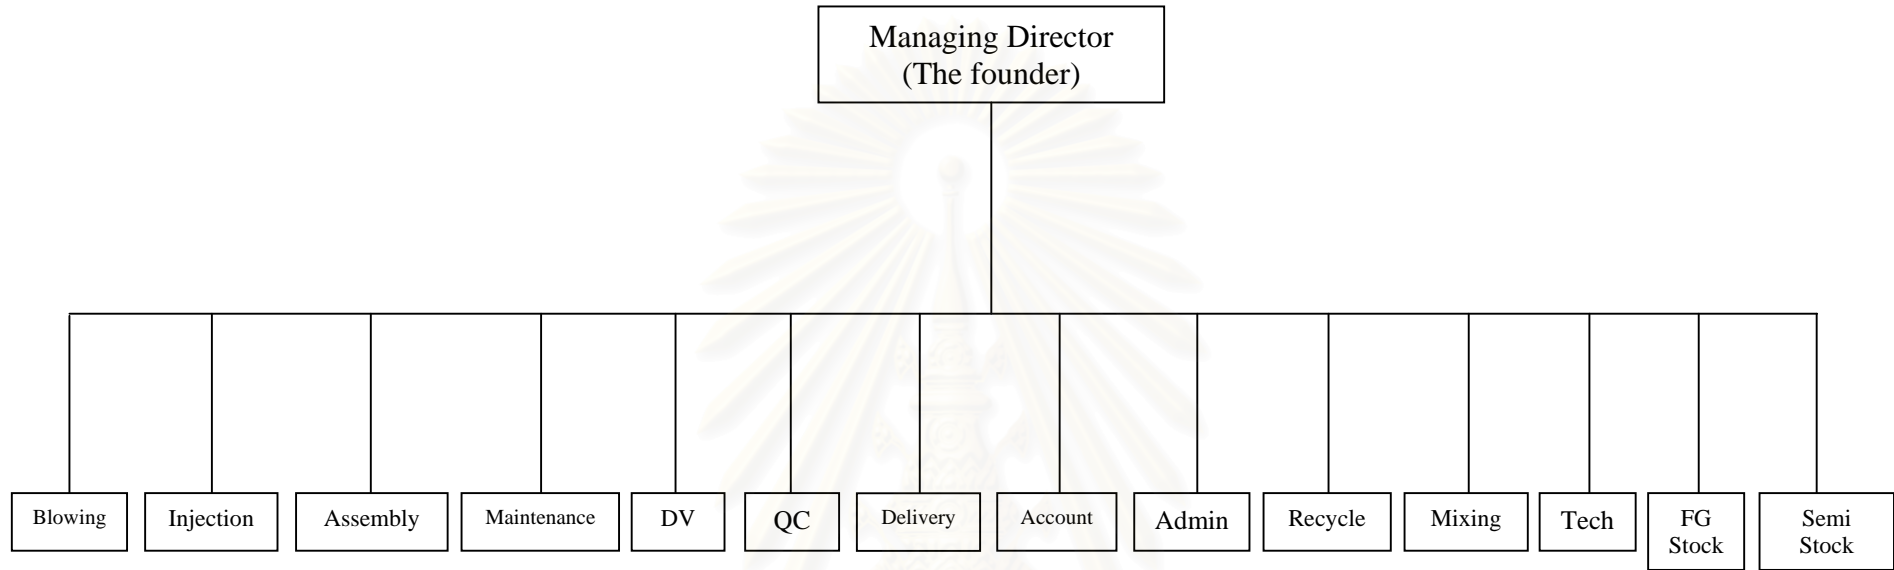 Managing Director
(The founder)
Blowing
Injection
Assembly
Maintenance
DV
QC
Delivery
Account
Admin
Recycle
Mixing
Tech
FG
Stock
Semi
Stock